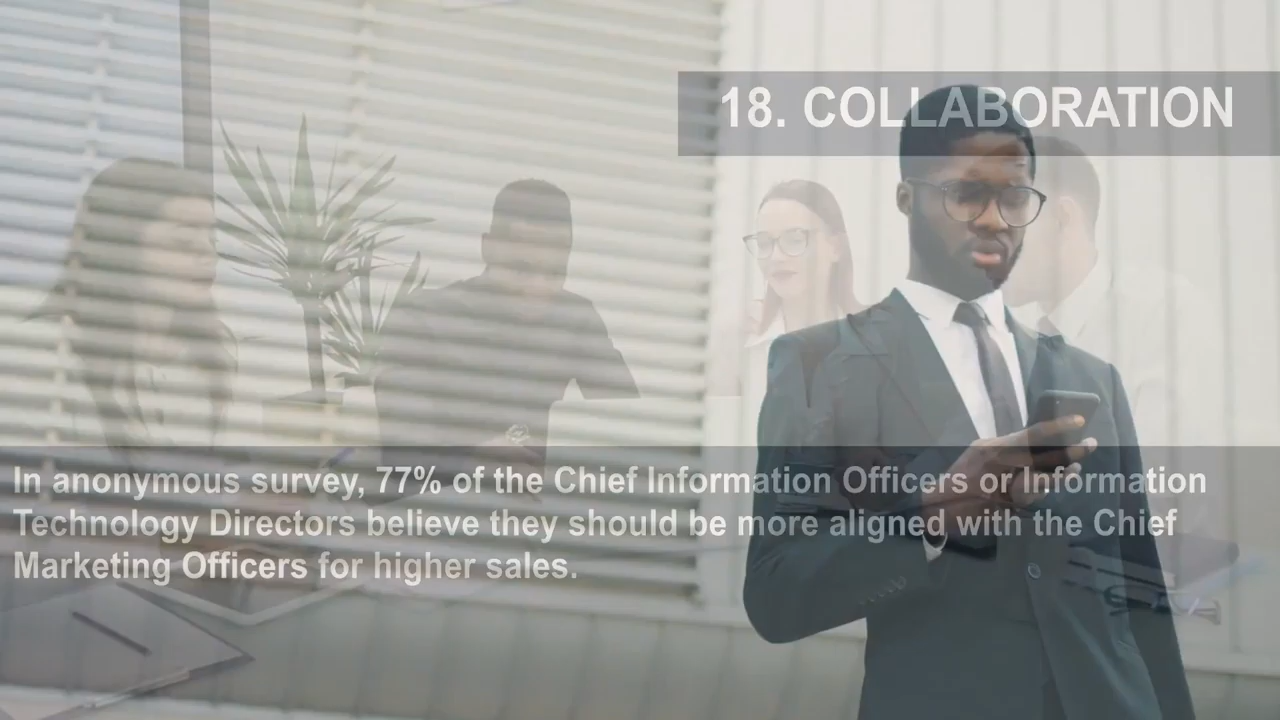 18. COLLABORATION
In anonymous survey, 77% of the Chief Information Officers or Information
Technology Directors believe they should be more aligned with the Chief
Marketing Officers for higher sales.